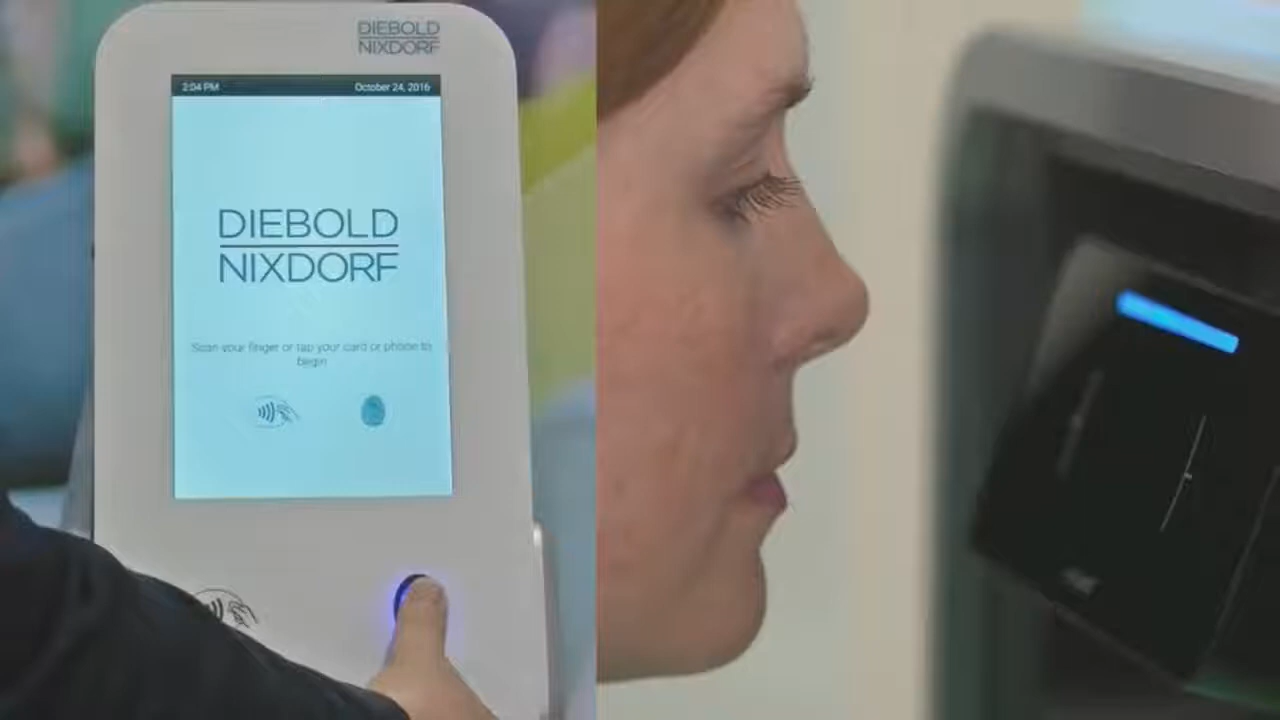 DIEBOLD
NIXDORF
2:04 PM October 24, 2016
DIEBOLD
NIXDORF
Scan your finger or tap your card or phone to
begin